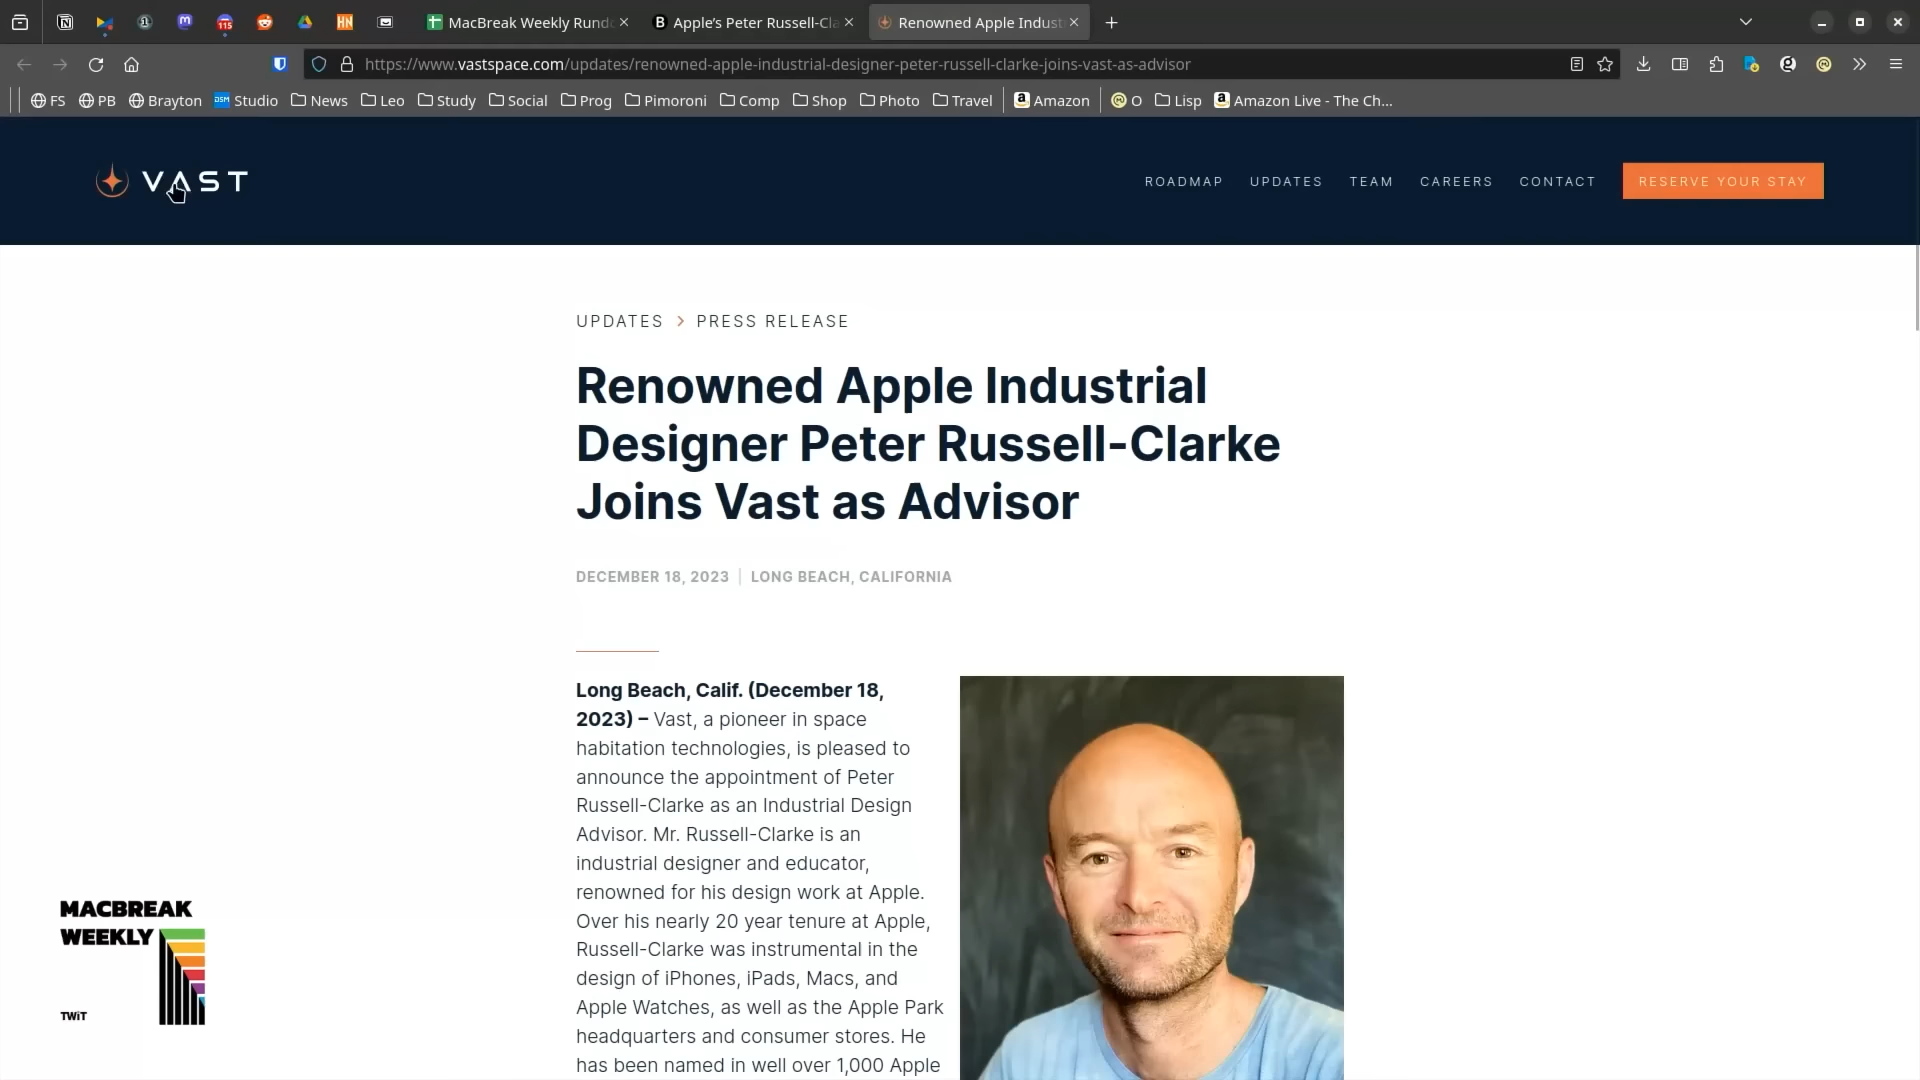 MacBreak Weekly Rund
Apple's Peter Russell-Cla
Renowned Apple Indust
https://www.vastspace.com/updates/renowned-apple-industrial-designer-peter-russell-clarke-joins-vast-as-advisor
FS PB Brayton DSM Studio News Leo Study Social Prog Pimoroni Comp Shop Photo Travel a Amazon O Lisp a Amazon Live - The Ch...
VAST
ROADMAP UPDATES TEAM CAREERS CONTACT RESERVE YOUR STAY
UPDATES > PRESS RELEASE
Renowned Apple Industrial
Designer Peter Russell-Clarke
Joins Vast as Advisor
DECEMBER 18, 2023 | LONG BEACH, CALIFORNIA
Long Beach, Calif. (December 18,
2023) – Vast, a pioneer in space
habitation technologies, is pleased to
announce the appointment of Peter
Russell-Clarke as an Industrial Design
Advisor. Mr. Russell-Clarke is an
industrial designer and educator,
renowned for his design work at Apple.
Over his nearly 20 year tenure at Apple,
Russell-Clarke was instrumental in the
design of iPhones, iPads, Macs, and
Apple Watches, as well as the Apple Park
headquarters and consumer stores. He
has been named in well over 1,000 Apple
MACBREAK
WEEKLY
TWiT